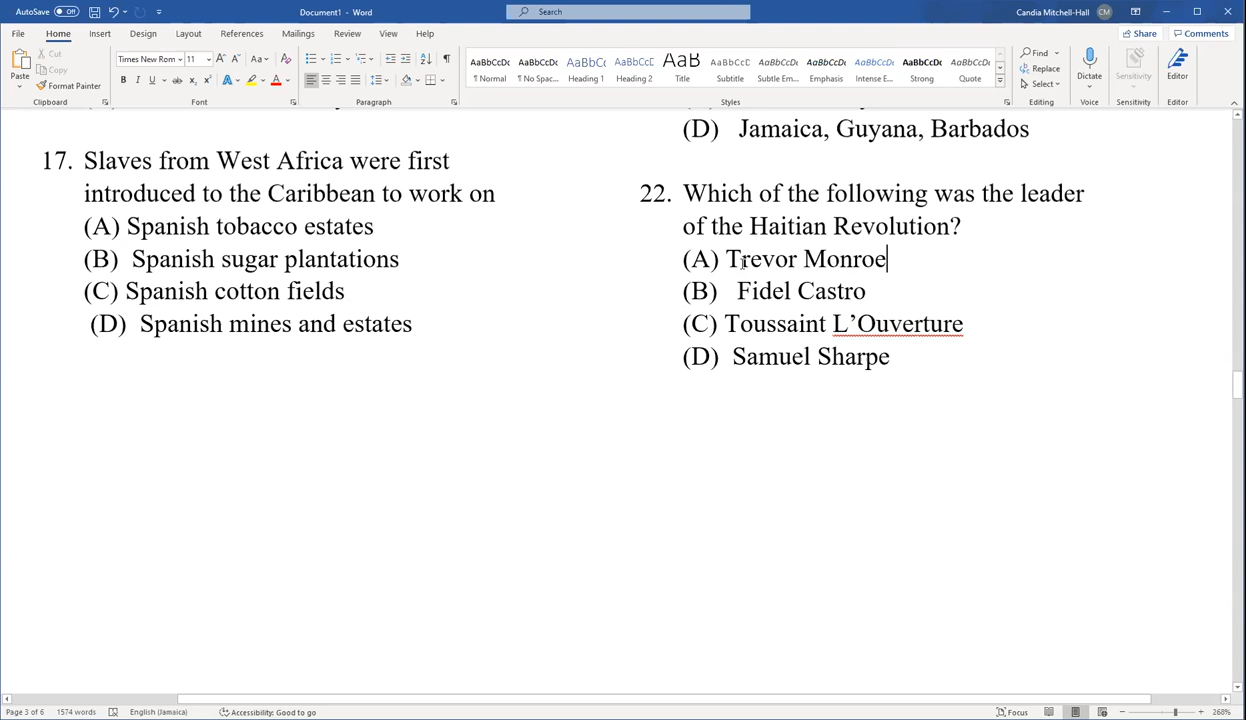 AutoSave Off
Document1 - Word
Search
Candia Mitchell-Hall CM
File Home Insert Design Layout References Mailings Review View Help
Share Comments
Paste
Cut
Copy
Format Painter
Clipboard
Times New Rom 11
Font
Paragraph
AaBbCcDc AaBbCcDc AaBbCc AaBbCcD AaB AaBbCcD AaBbCcDc AaBbCcDc AaBbCcDc AaBbCcDc AaBbCcDc
¶ Normal ¶ No Spac... Heading 1 Heading 2 Title Subtitle Subtle Em... Emphasis Intense E... Strong Quote
Styles
Find
Replace
Select
Editing
Dictate
Voice
Sensitivity
Sensitivity
Editor
Editor
17. Slaves from West Africa were first
introduced to the Caribbean to work on
(A) Spanish tobacco estates
(B) Spanish sugar plantations
(C) Spanish cotton fields
(D) Spanish mines and estates
(D) Jamaica, Guyana, Barbados
22. Which of the following was the leader
of the Haitian Revolution?
(A) Trevor Monroe
(B) Fidel Castro
(C) Toussaint L’Ouverture
(D) Samuel Sharpe
Page 3 of 6 1574 words English (Jamaica) Accessibility: Good to go
Focus 268%